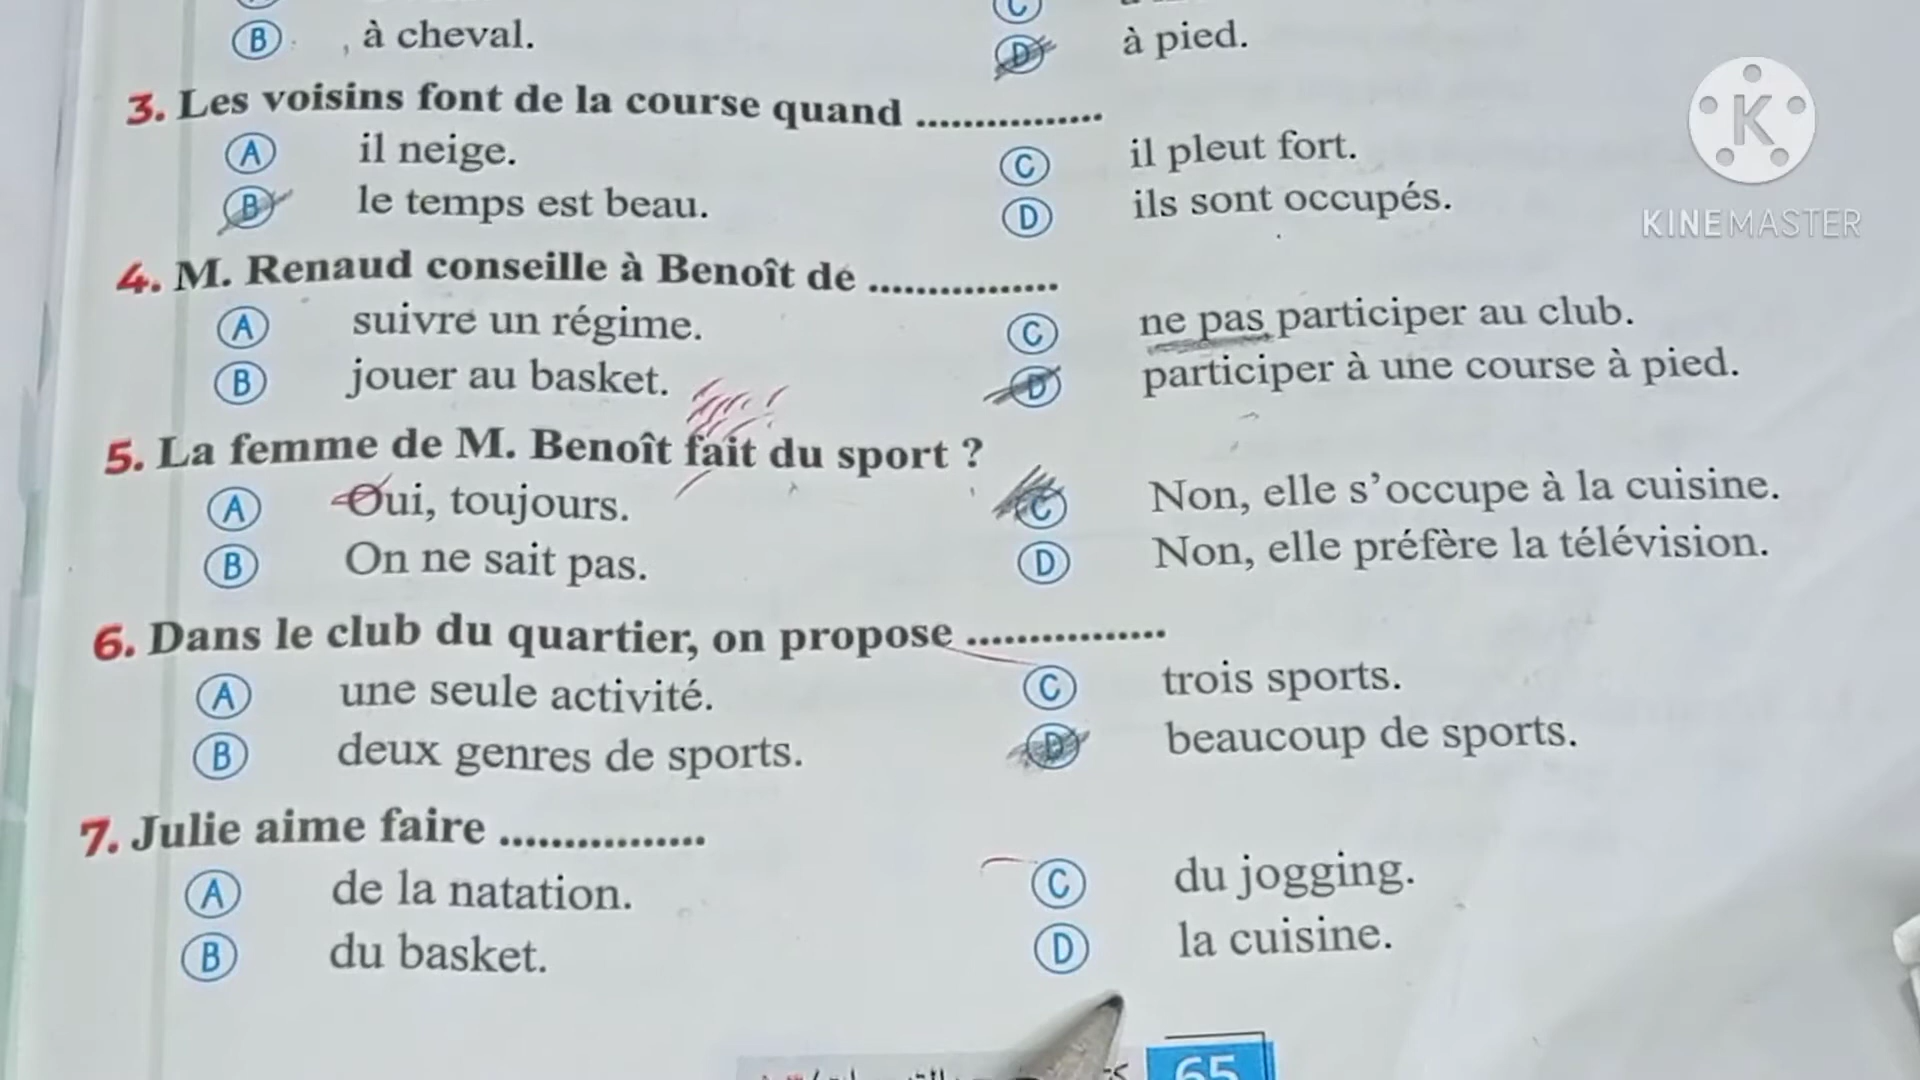 B à cheval.
D à pied.
3. Les voisins font de la course quand ................
A il neige.
C il pleut fort.
B le temps est beau.
D ils sont occupés.
4. M. Renaud conseille à Benoît de ................
A suivre un régime.
C ne pas participer au club.
B jouer au basket.
D participer à une course à pied.
5. La femme de M. Benoît fait du sport ?
A Oui, toujours.
C Non, elle s'occupe à la cuisine.
B On ne sait pas.
D Non, elle préfère la télévision.
6. Dans le club du quartier, on propose ................
A une seule activité.
C trois sports.
B deux genres de sports.
D beaucoup de sports.
7. Julie aime faire ................
A de la natation.
C du jogging.
B du basket.
D la cuisine.
65
K
KINEMASTER